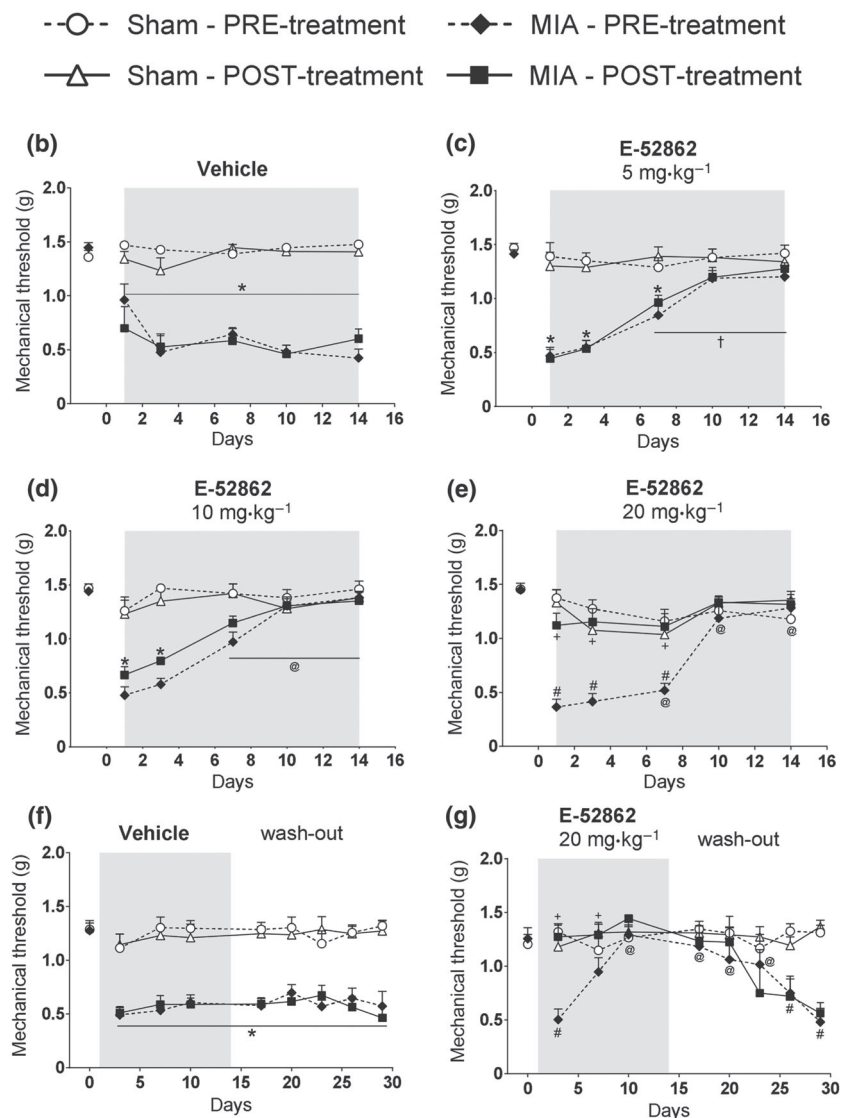 Sham - PRE-treatment
MIA - PRE-treatment
Sham - POST-treatment
MIA - POST-treatment
(b)
Vehicle
Mechanical threshold (g)
2.0
1.5
1.0
0.5
0
*
0 2 4 6 8 10 12 14 16
Days
(c)
E-52862
5 mg·kg⁻¹
Mechanical threshold (g)
2.0
1.5
1.0
0.5
0
* * *
†
0 2 4 6 8 10 12 14 16
Days
(d)
E-52862
10 mg·kg⁻¹
Mechanical threshold (g)
2.0
1.5
1.0
0.5
0
* *
@
0 2 4 6 8 10 12 14 16
Days
(e)
E-52862
20 mg·kg⁻¹
Mechanical threshold (g)
2.0
1.5
1.0
0.5
0
+ + +
@ @
# # #
@
0 2 4 6 8 10 12 14 16
Days
(f)
Vehicle wash-out
Mechanical threshold (g)
2.0
1.5
1.0
0.5
0
*
0 5 10 15 20 25 30
Days
(g)
E-52862
20 mg·kg⁻¹ wash-out
Mechanical threshold (g)
2.0
1.5
1.0
0.5
0
+ +
@ @ @ @
# # #
0 5 10 15 20 25 30
Days